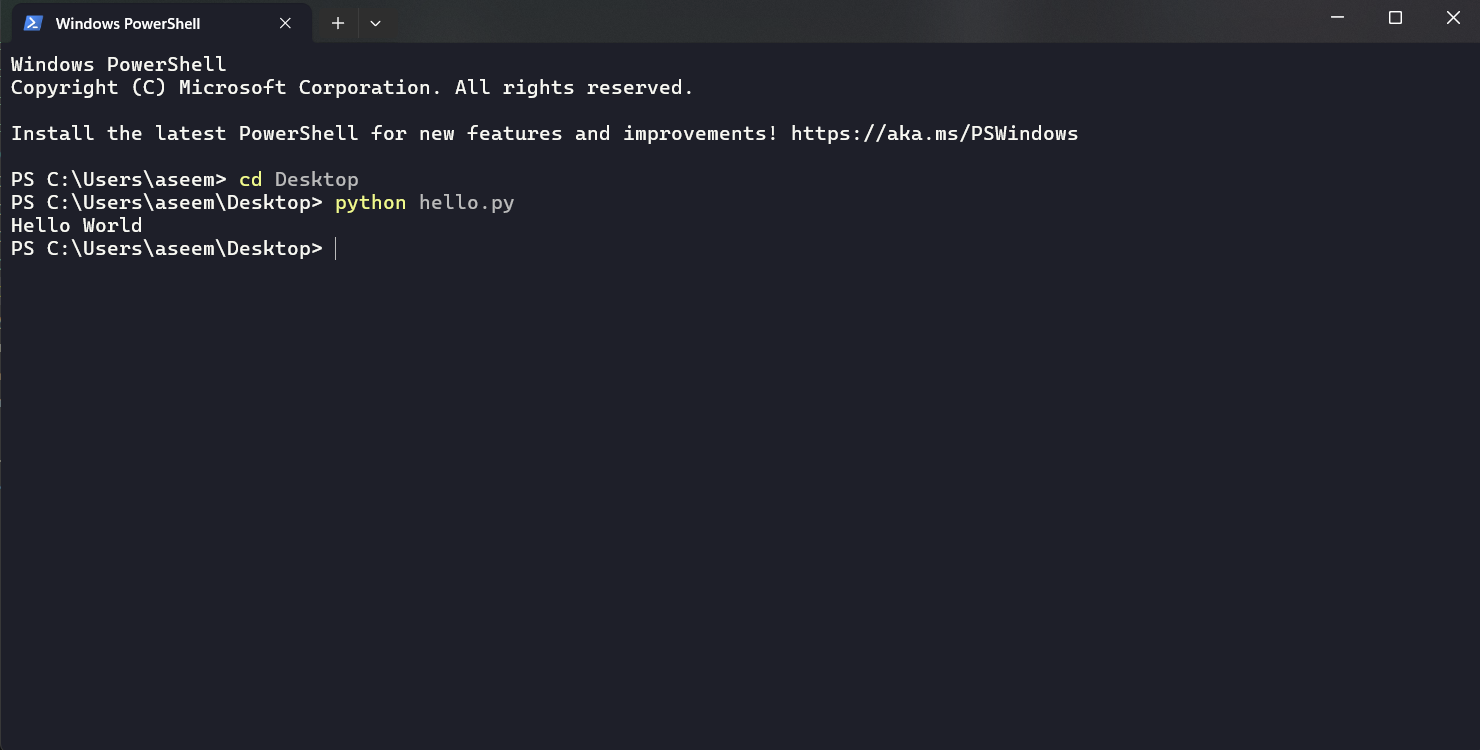 Windows PowerShell
Windows PowerShell
Copyright (C) Microsoft Corporation. All rights reserved.
Install the latest PowerShell for new features and improvements! https://aka.ms/PSWindows
PS C:\Users\aseem> cd Desktop
PS C:\Users\aseem\Desktop> python hello.py
Hello World
PS C:\Users\aseem\Desktop>